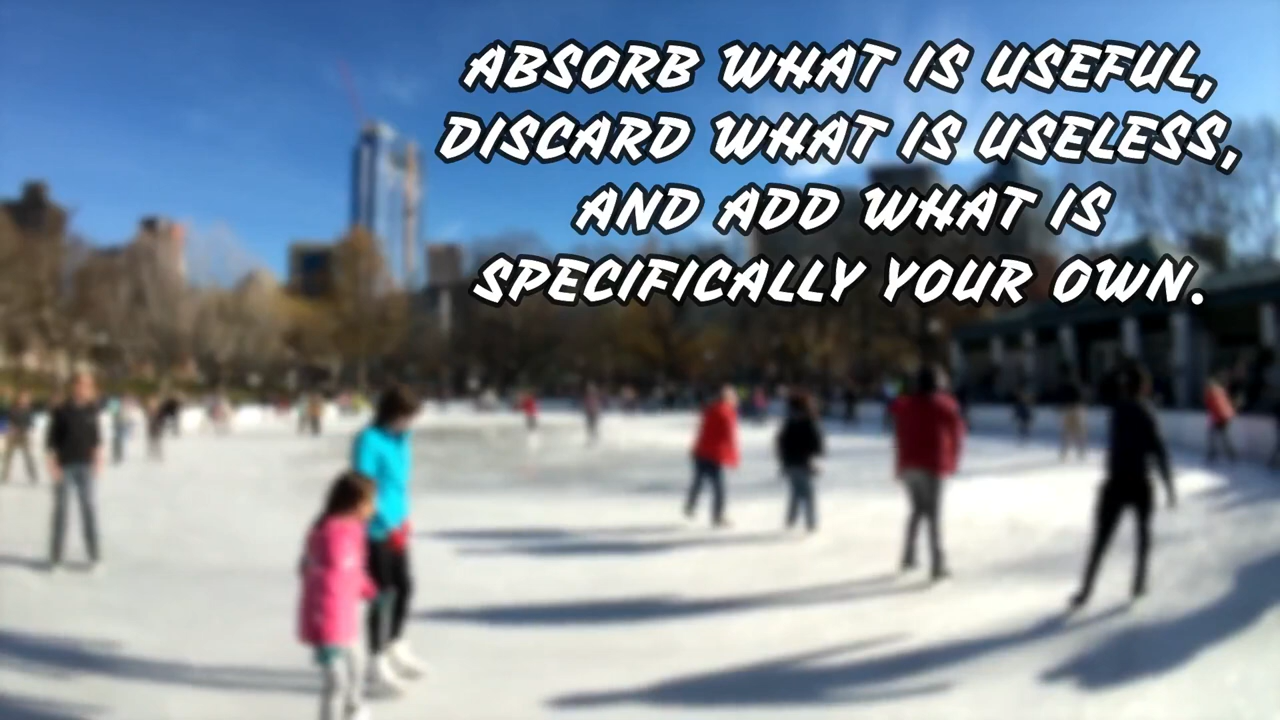 ABSORB WHAT IS USEFUL,
DISCARD WHAT IS USELESS,
AND ADD WHAT IS
SPECIFICALLY YOUR OWN.